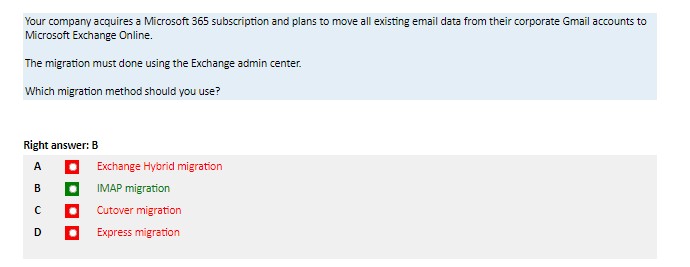 Your company acquires a Microsoft 365 subscription and plans to move all existing email data from their corporate Gmail accounts to
Microsoft Exchange Online.
The migration must done using the Exchange admin center.
Which migration method should you use?
Right answer: B
A Exchange Hybrid migration
B IMAP migration
C Cutover migration
D Express migration